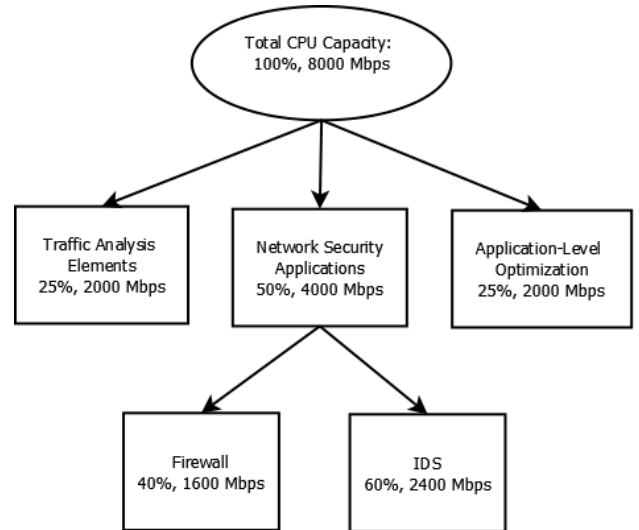 Total CPU Capacity:
100%, 8000 Mbps
Traffic Analysis
Elements
25%, 2000 Mbps
Network Security
Applications
50%, 4000 Mbps
Application-Level
Optimization
25%, 2000 Mbps
Firewall
40%, 1600 Mbps
IDS
60%, 2400 Mbps